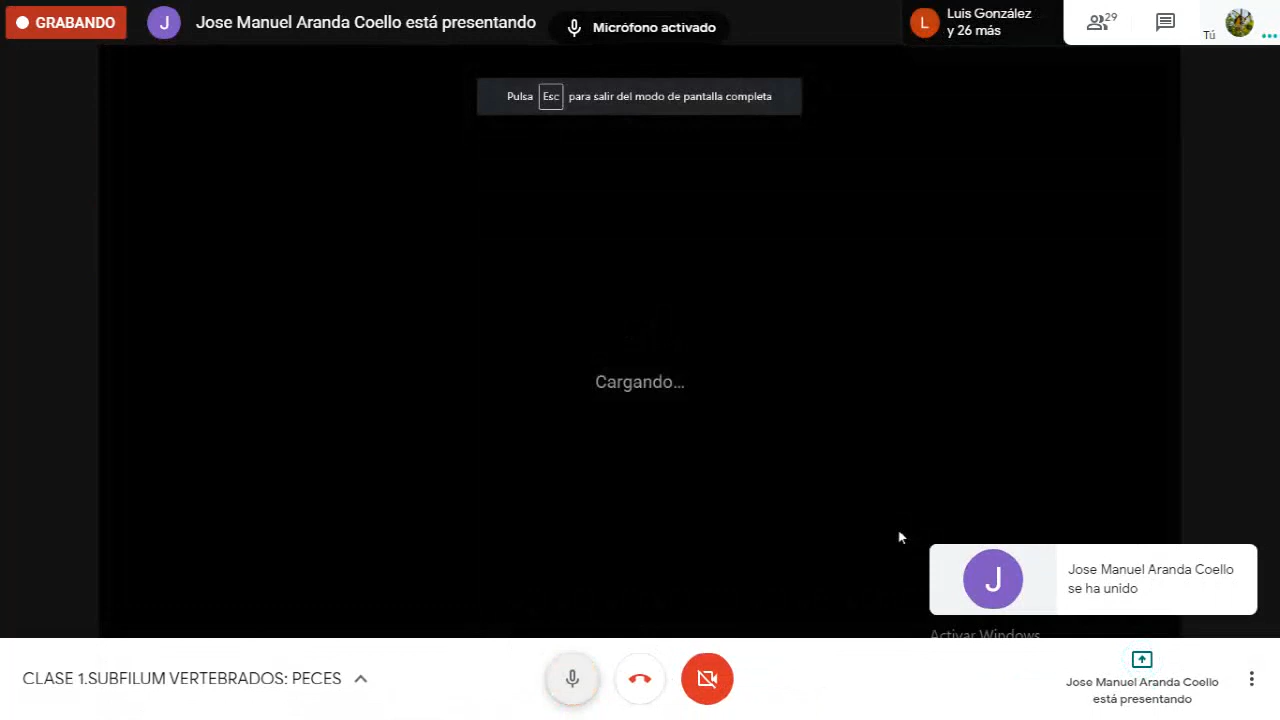 GRABANDO
J
Jose Manuel Aranda Coello está presentando
Micrófono activado
L
Luis González
y 26 más
29
Tú
Pulsa Esc para salir del modo de pantalla completa
Cargando...
J
Jose Manuel Aranda Coello
se ha unido
Activar Windows
CLASE 1.SUBFILUM VERTEBRADOS: PECES
Jose Manuel Aranda Coello
está presentando